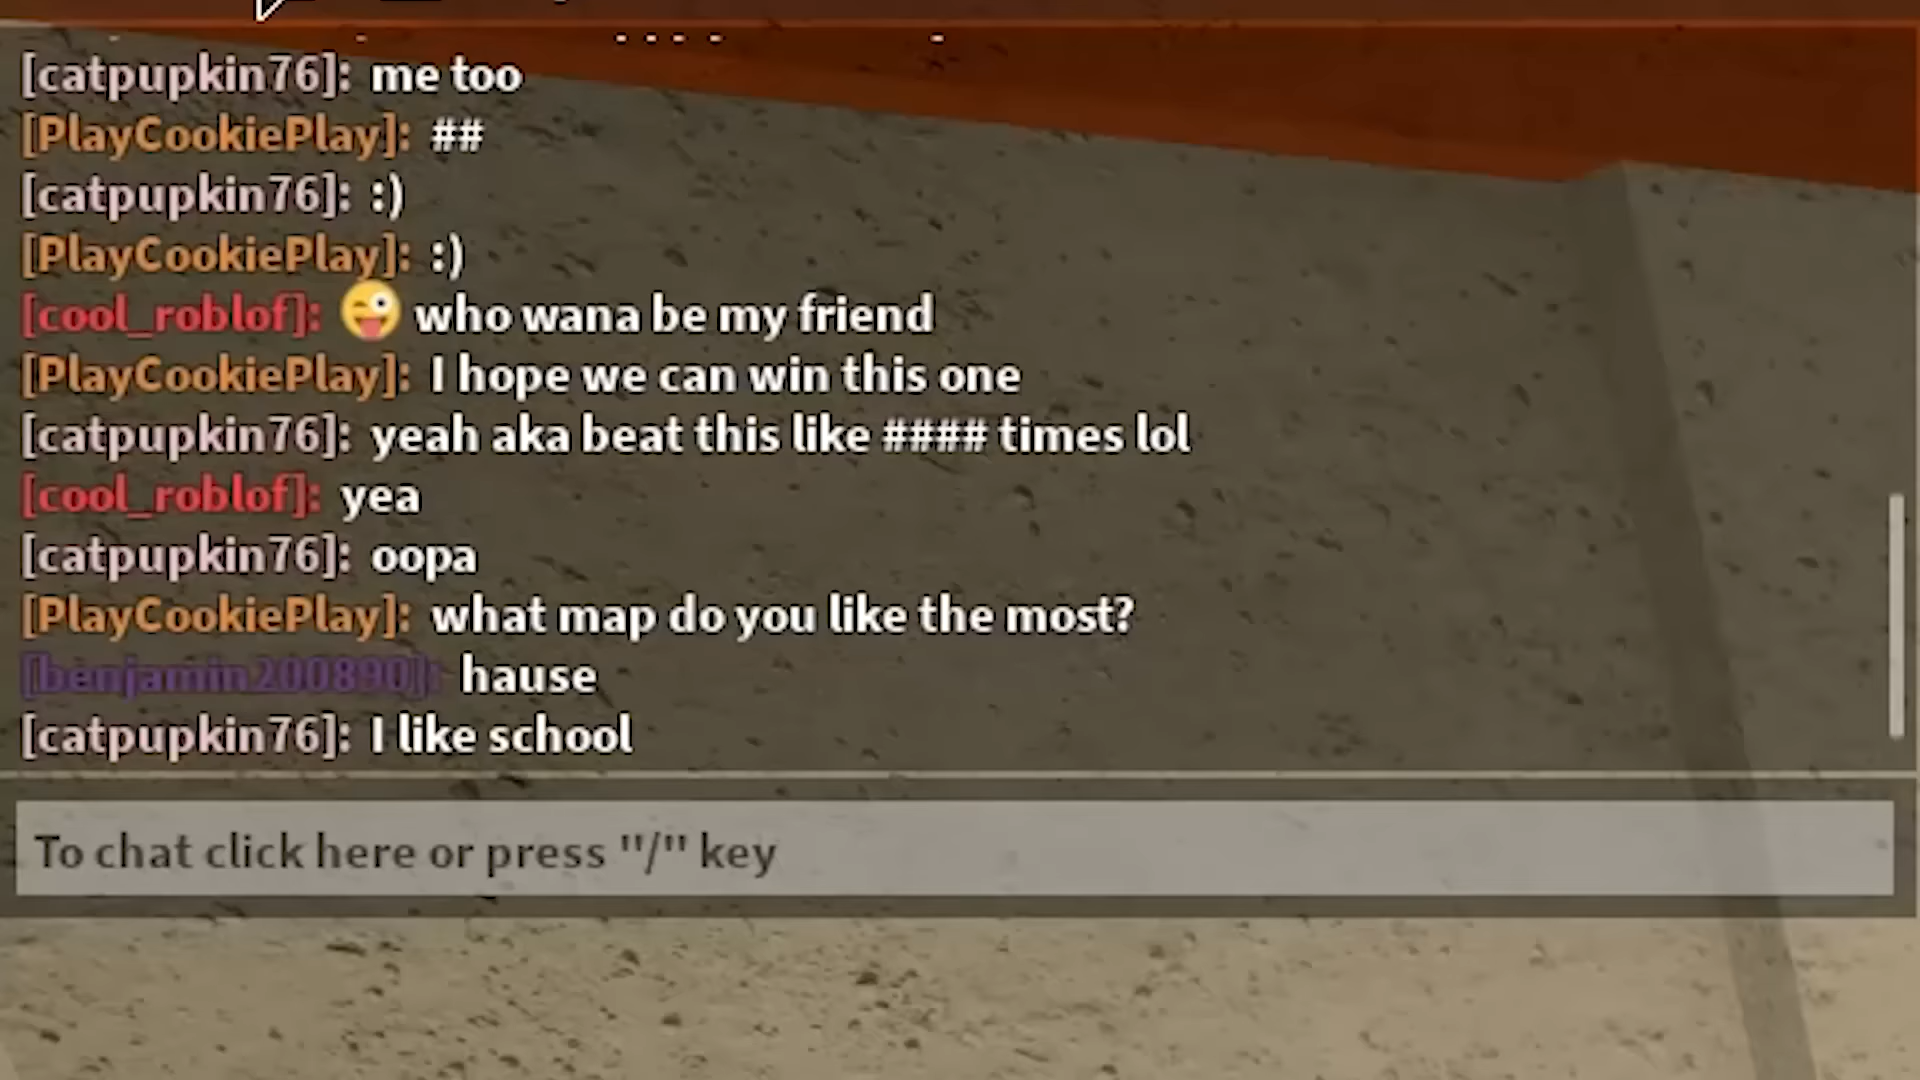 [catpupkin76]: me too
[PlayCookiePlay]: ##
[catpupkin76]: :)
[PlayCookiePlay]: :)
[cool_roblof]: 😜 who wana be my friend
[PlayCookiePlay]: I hope we can win this one
[catpupkin76]: yeah aka beat this like #### times lol
[cool_roblof]: yea
[catpupkin76]: oopa
[PlayCookiePlay]: what map do you like the most?
[benjamin200890]: hause
[catpupkin76]: I like school
To chat click here or press "/" key